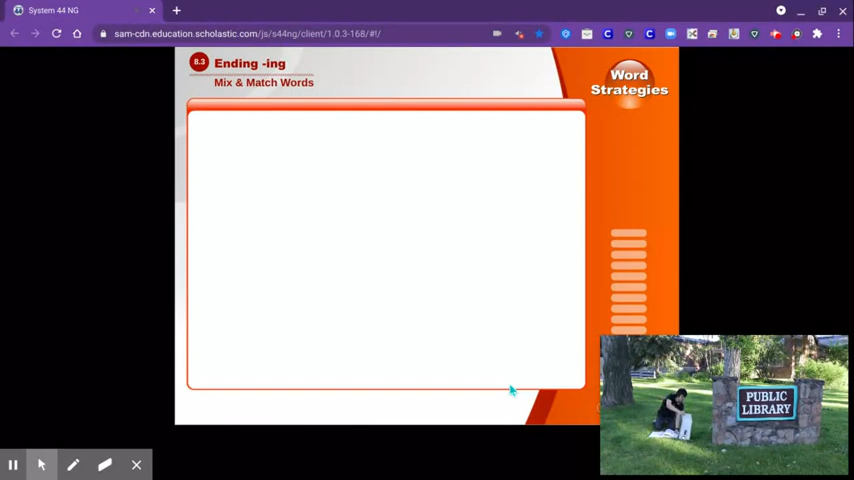 System 44 NG
sam-cdn.education.scholastic.com/js/s44ng/client/1.0.3-168/#!/
8.3 Ending -ing
Mix & Match Words
Word
Strategies
PUBLIC
LIBRARY